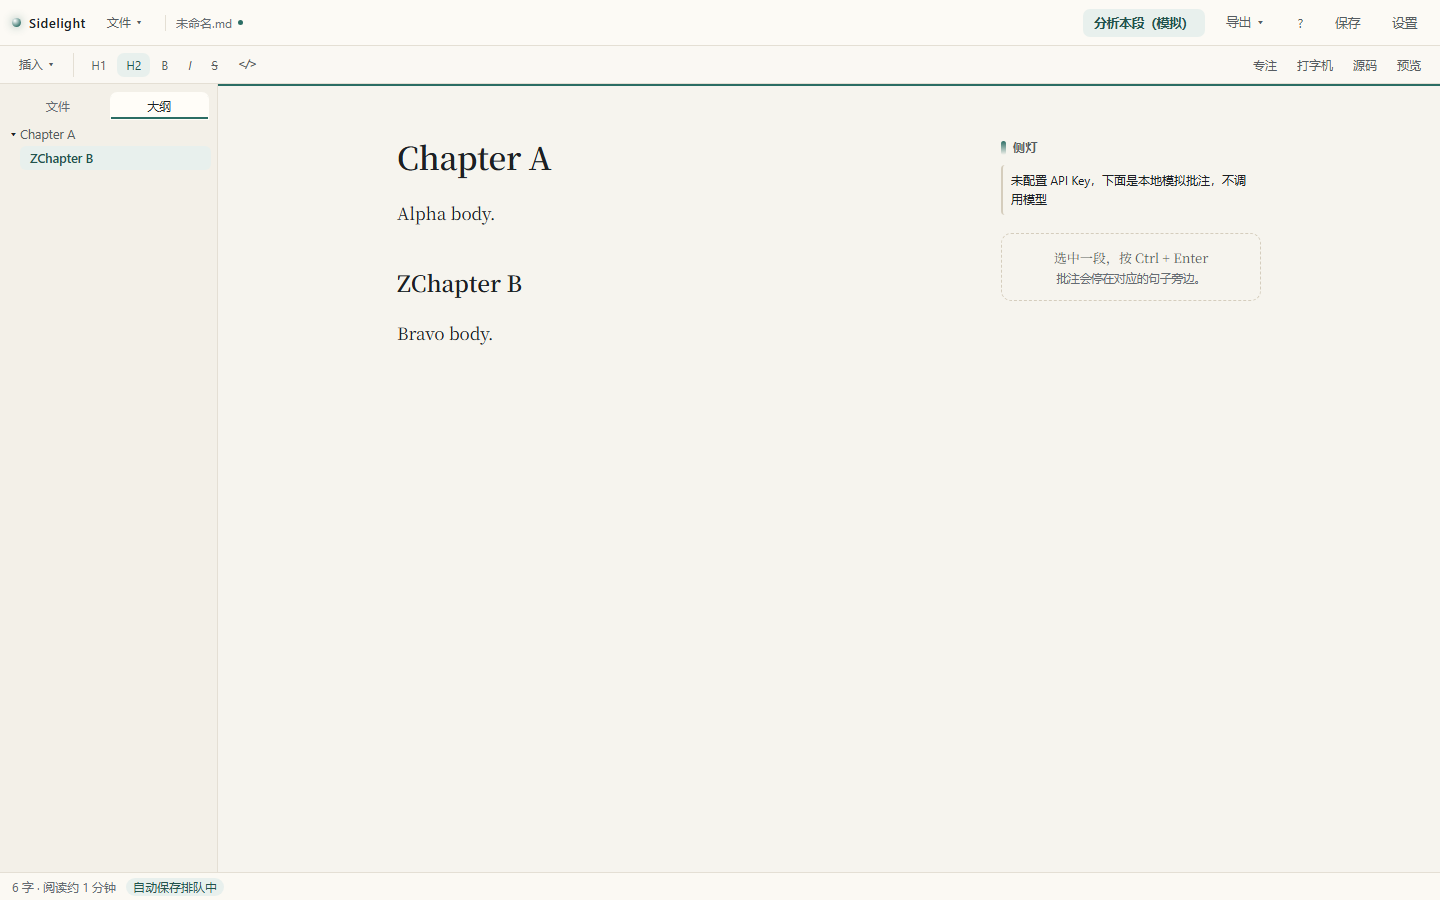 Sidelight 文件 未命名.md 分析本段（模拟） 导出 ? 保存 设置
插入 H1 H2 B I S </> 专注 打字机 源码 预览
文件 大纲
Chapter A
ZChapter B
Chapter A
Alpha body.
ZChapter B
Bravo body.
侧灯
未配置 API Key，下面是本地模拟批注，不调
用模型
选中一段，按 Ctrl + Enter
批注会停在对应的句子旁边。
6 字 · 阅读约 1 分钟 自动保存排队中